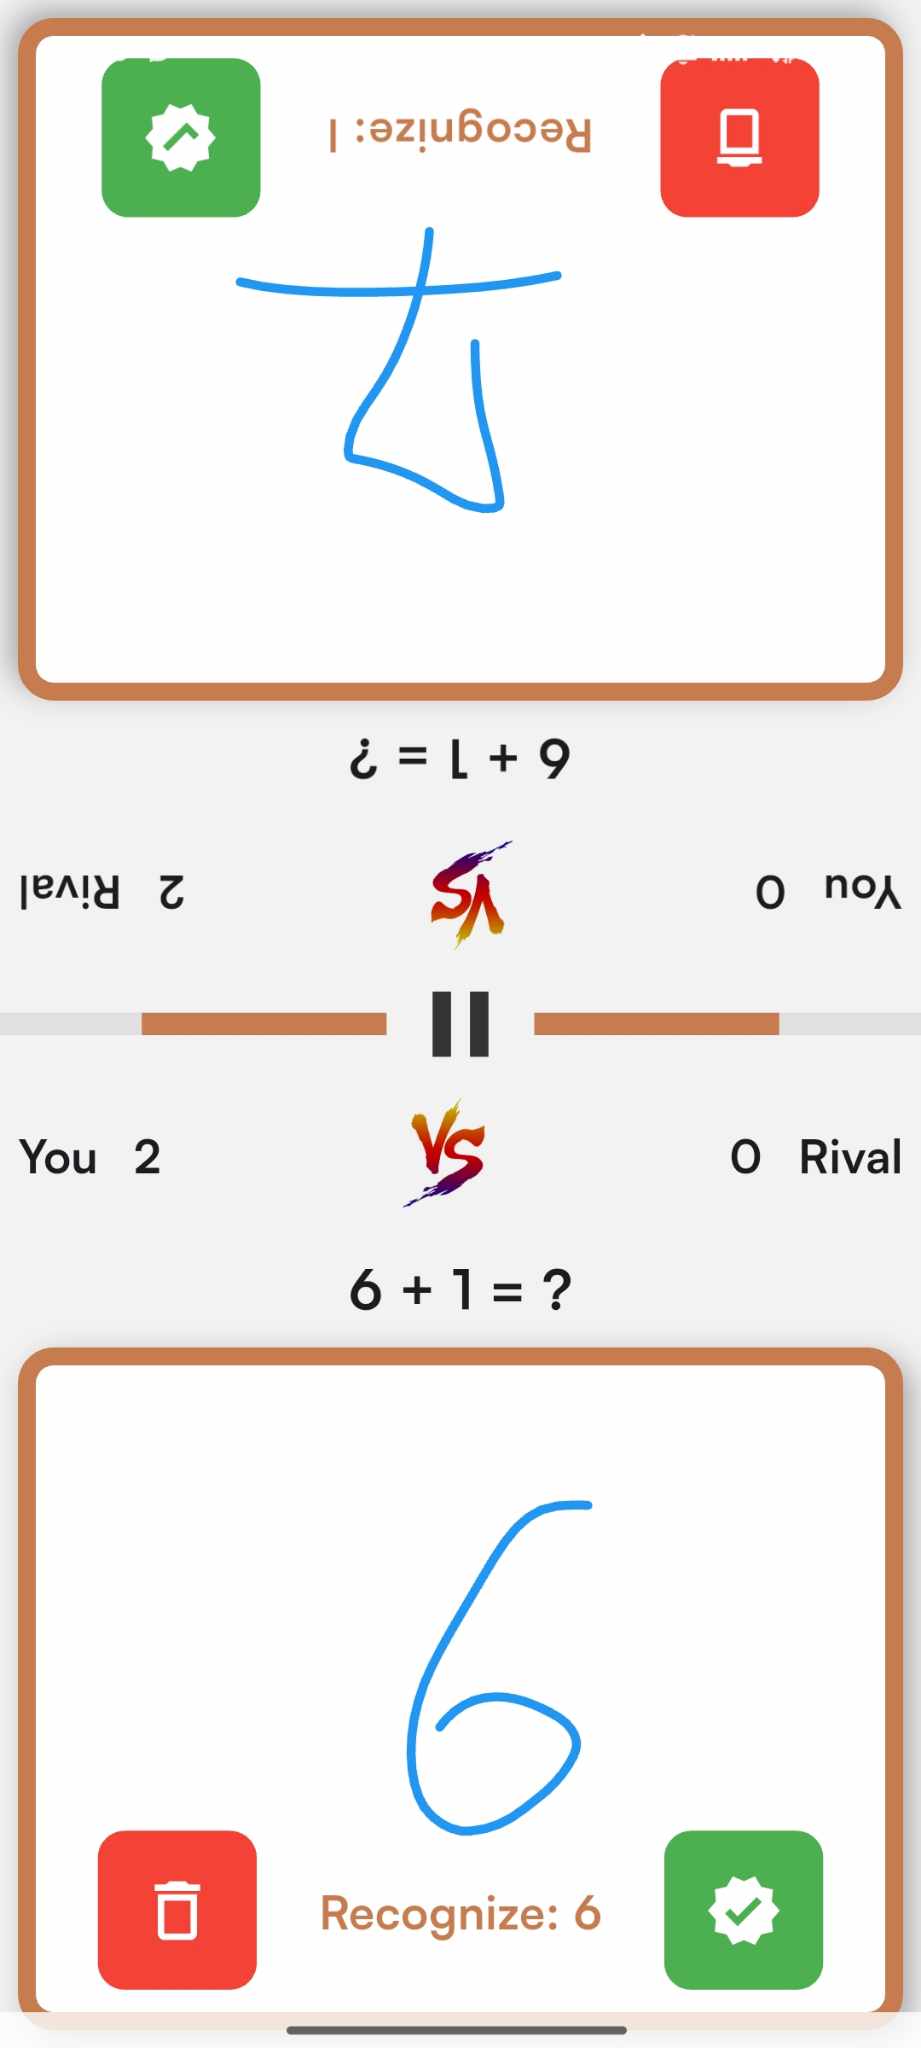 Recognize: I
6 + 1 = ?
You 0 VS 2 Rival
You 2 VS 0 Rival
6 + 1 = ?
6
Recognize: 6